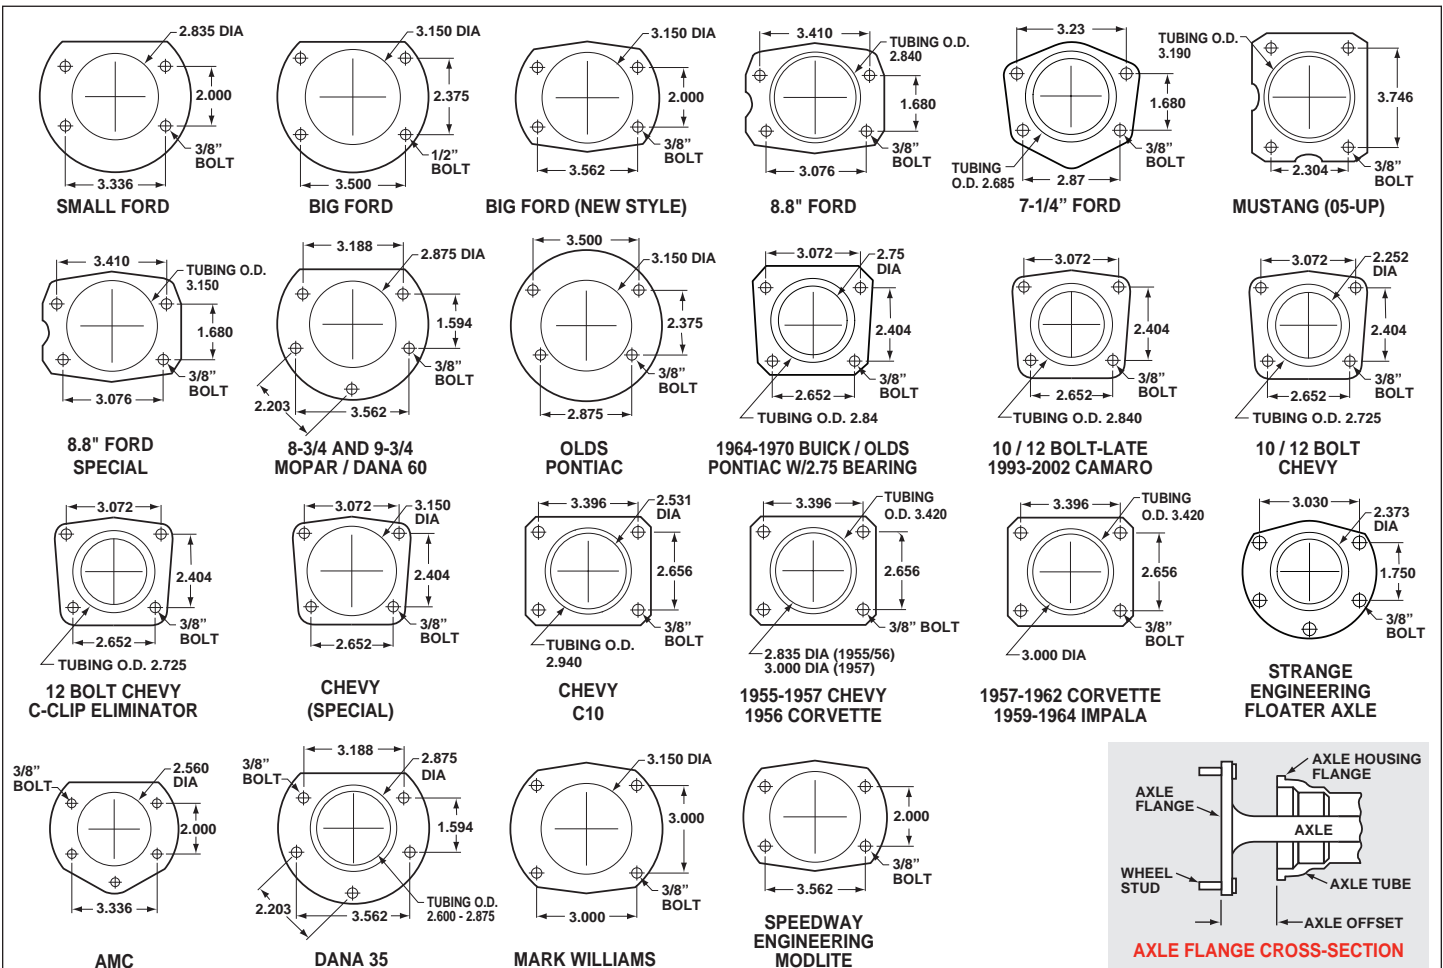 2.835 DIA
2.000
3/8”
BOLT
3.336
SMALL FORD
3.150 DIA
2.375
1/2”
BOLT
3.500
BIG FORD
3.150 DIA
2.000
3/8”
BOLT
3.562
BIG FORD (NEW STYLE)
3.410
TUBING O.D.
2.840
1.680
3/8”
BOLT
3.076
8.8" FORD
3.23
1.680
3/8”
BOLT
TUBING
O.D. 2.685
2.87
7-1/4” FORD
TUBING O.D.
3.190
3.746
2.304
3/8”
BOLT
MUSTANG (05-UP)
3.410
TUBING O.D.
3.150
1.680
3/8”
BOLT
3.076
8.8" FORD
SPECIAL
3.188
2.875 DIA
1.594
3/8”
BOLT
2.203
3.562
8-3/4 AND 9-3/4
MOPAR / DANA 60
3.500
3.150 DIA
2.375
3/8”
BOLT
2.875
OLDS
PONTIAC
3.072
2.75
DIA
2.404
3/8”
BOLT
2.652
TUBING O.D. 2.84
1964-1970 BUICK / OLDS
PONTIAC W/2.75 BEARING
3.072
2.404
3/8”
BOLT
2.652
TUBING O.D. 2.840
10 / 12 BOLT-LATE
1993-2002 CAMARO
3.072
2.252
DIA
2.404
3/8”
BOLT
2.652
TUBING O.D. 2.725
10 / 12 BOLT
CHEVY
3.072
2.404
3/8”
BOLT
2.652
TUBING O.D. 2.725
12 BOLT CHEVY
C-CLIP ELIMINATOR
3.072
3.150
DIA
2.404
3/8”
BOLT
2.652
CHEVY
(SPECIAL)
3.396
2.531
DIA
2.656
3/8”
BOLT
TUBING O.D.
2.940
CHEVY
C10
3.396
TUBING
O.D. 3.420
2.656
3/8” BOLT
2.835 DIA (1955/56)
3.000 DIA (1957)
1955-1957 CHEVY
1956 CORVETTE
3.396
TUBING
O.D. 3.420
2.656
3/8”
BOLT
3.000 DIA
1957-1962 CORVETTE
1959-1964 IMPALA
3.030
2.373
DIA
1.750
3/8”
BOLT
STRANGE
ENGINEERING
FLOATER AXLE
3/8”
BOLT
2.560
DIA
2.000
3.336
AMC
3/8”
BOLT
3.188
2.875
DIA
1.594
2.203
3.562
TUBING O.D.
2.600 - 2.875
DANA 35
3.150 DIA
3.000
3/8”
BOLT
3.000
MARK WILLIAMS
2.000
3/8”
BOLT
3.562
SPEEDWAY
ENGINEERING
MODLITE
AXLE HOUSING
FLANGE
AXLE
FLANGE
AXLE
WHEEL
STUD
AXLE TUBE
AXLE OFFSET
AXLE FLANGE CROSS-SECTION